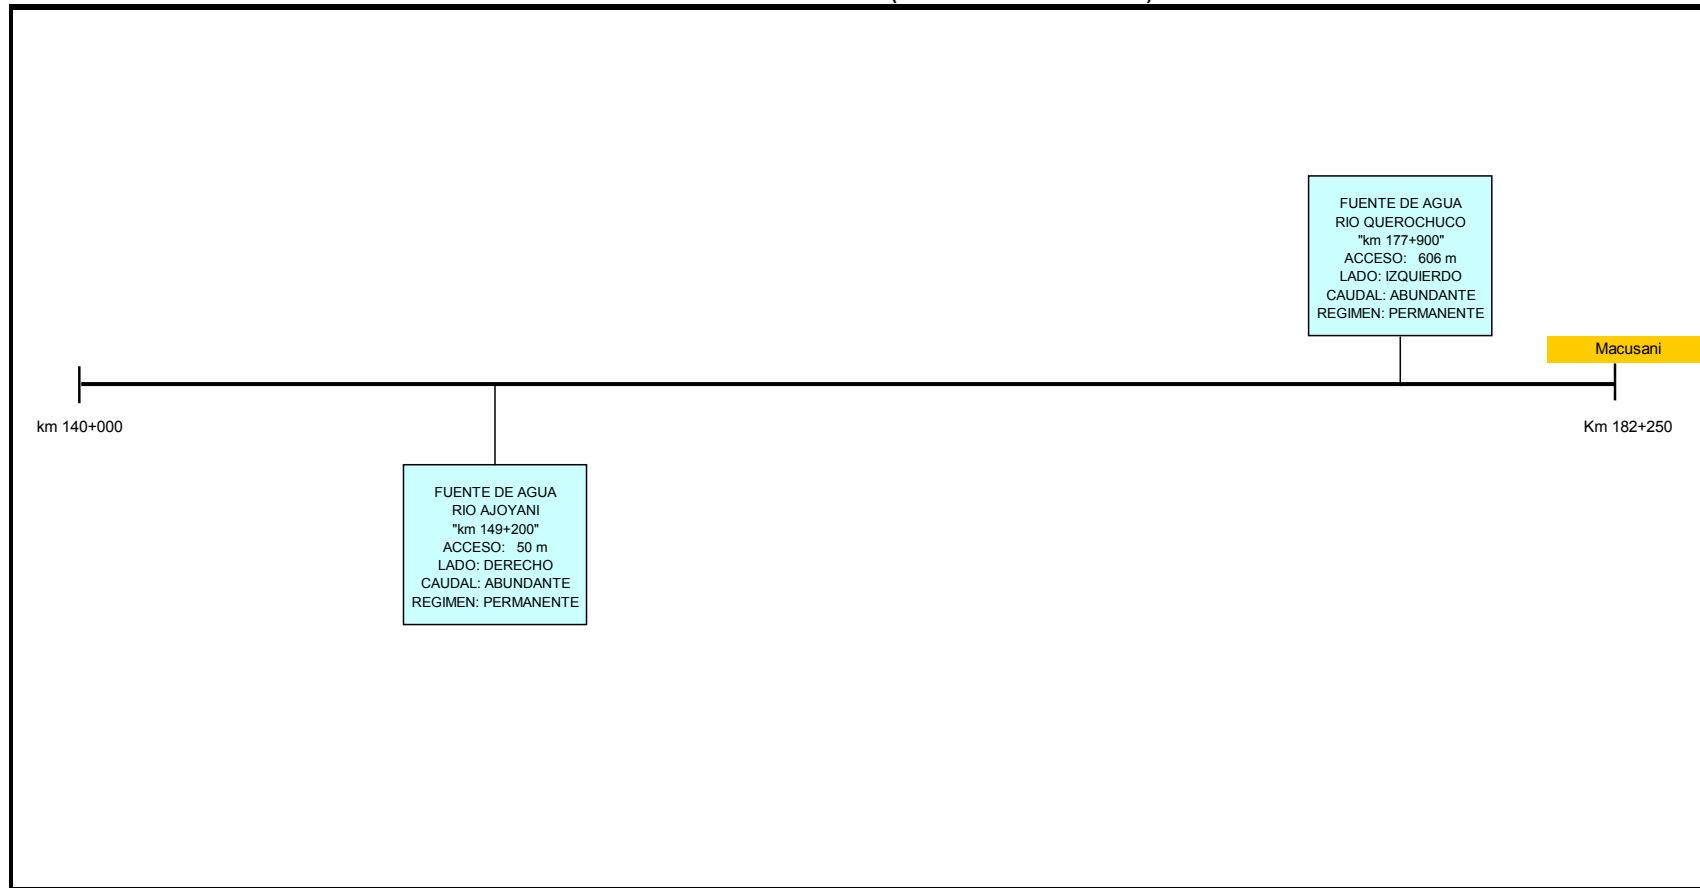 FUENTE DE AGUA
RIO QUEROCHUCO
"km 177+900"
ACCESO: 606 m
LADO: IZQUIERDO
CAUDAL: ABUNDANTE
REGIMEN: PERMANENTE
Macusani
km 140+000
Km 182+250
FUENTE DE AGUA
RIO AJOYANI
"km 149+200"
ACCESO: 50 m
LADO: DERECHO
CAUDAL: ABUNDANTE
REGIMEN: PERMANENTE